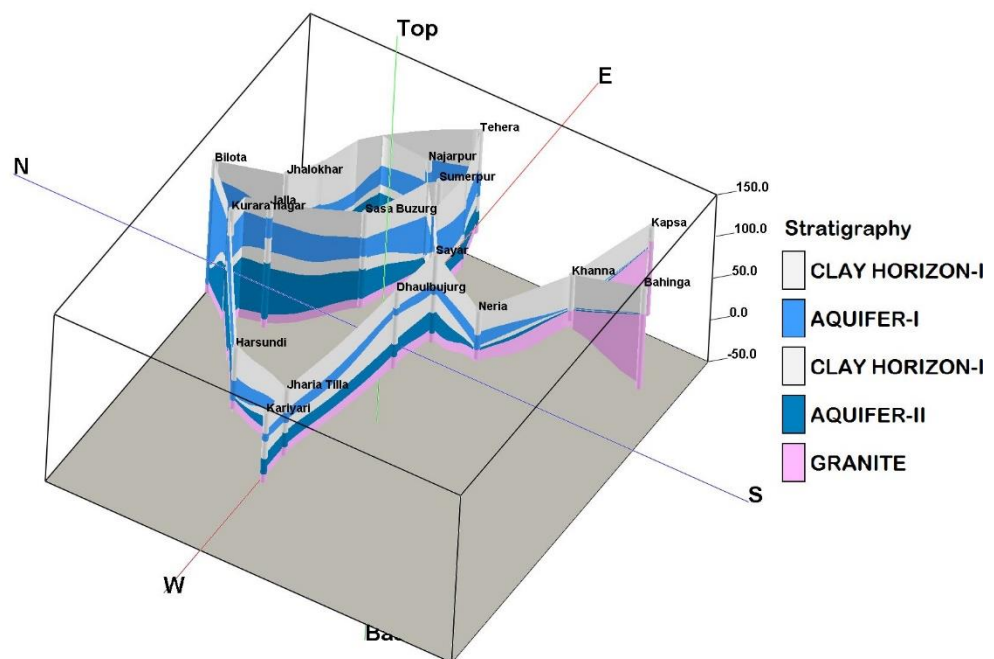 Top
E
N
Tehera
Bilota
Jhalokhar
Najarpur
Sumerpur
Jalla
Kurara nagar
Sasa Buzurg
Sayar
Kapsa
Khanna
Bahinga
Dhaulbujurg
Neria
Harsundi
Jharia Tilla
Kariyari
S
W
150.0
100.0
50.0
0.0
-50.0
Stratigraphy
CLAY HORIZON-I
AQUIFER-I
CLAY HORIZON-I
AQUIFER-II
GRANITE